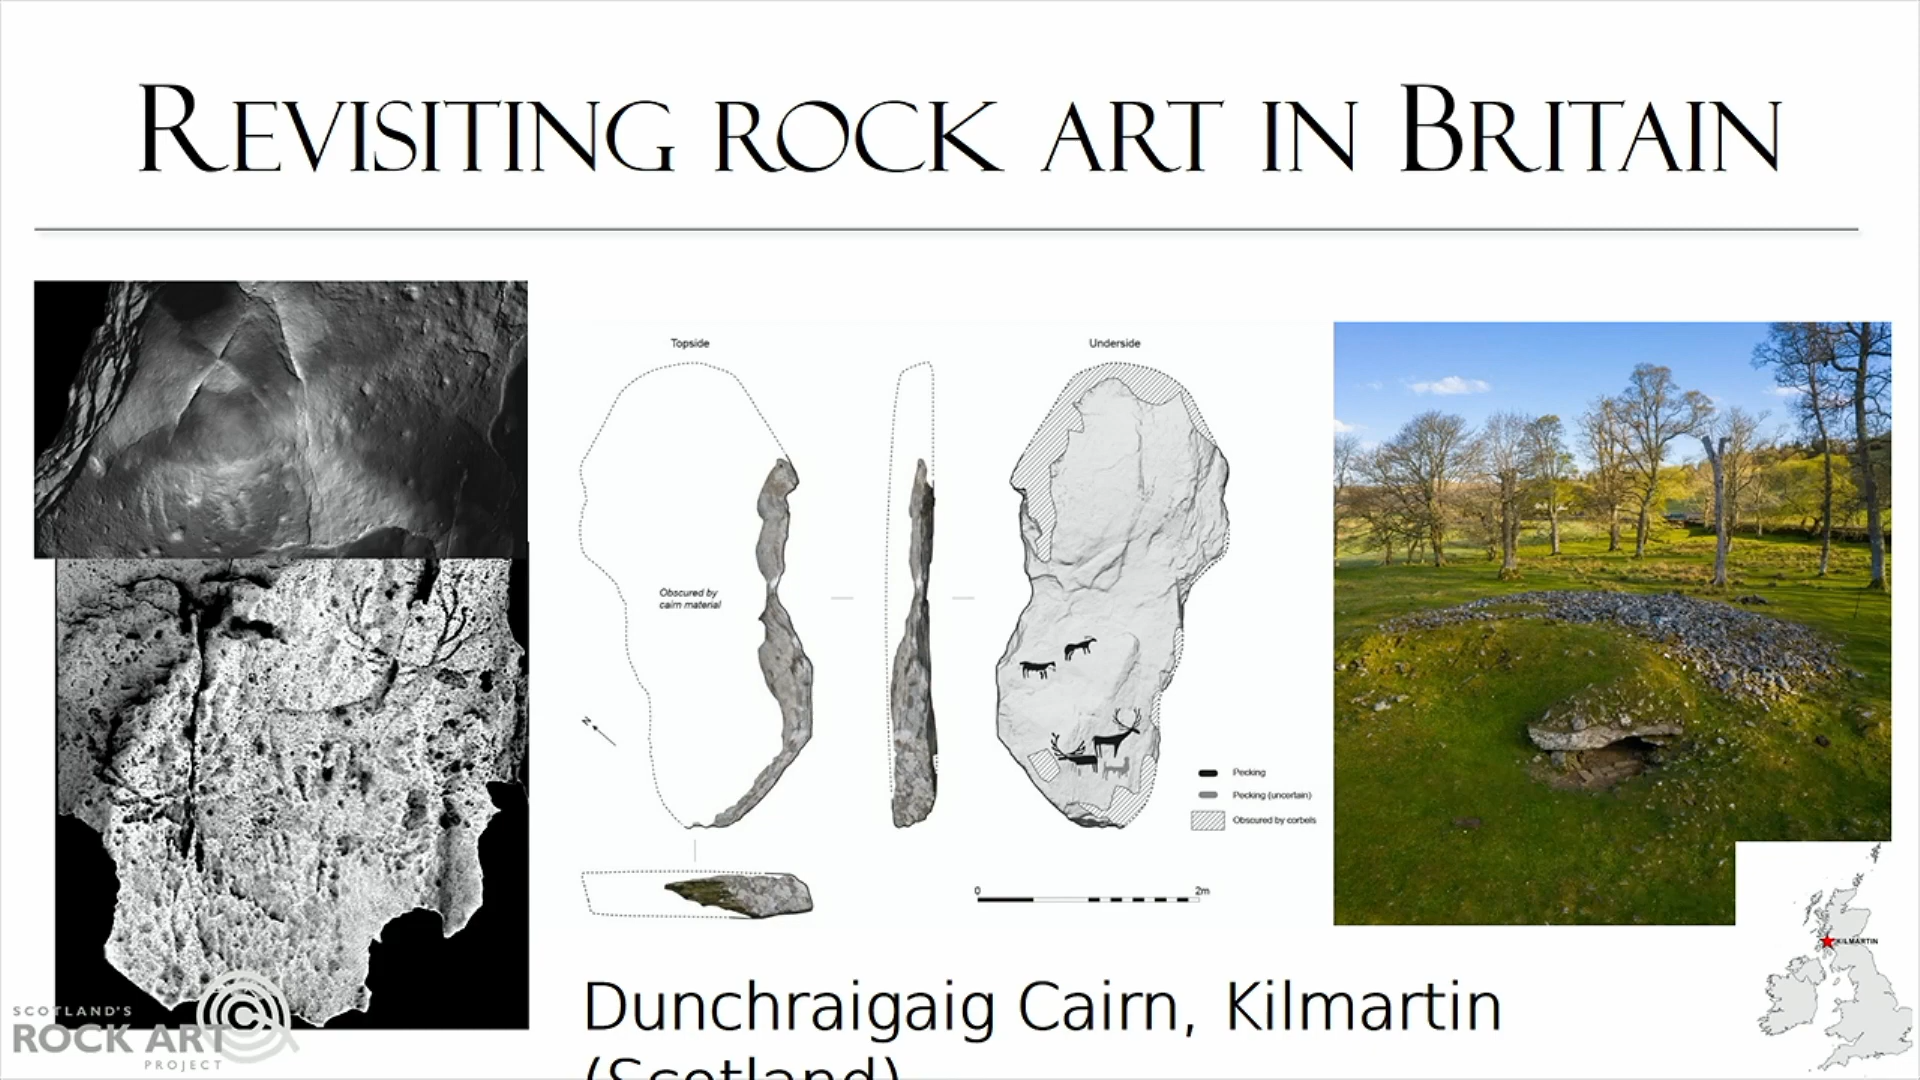 REVISITING ROCK ART IN BRITAIN
Topside
Underside
Obscured by
cairn material
N
Pecking
Pecking (uncertain)
Obscured by corbels
0 2m
KILMARTIN
Dunchraigaig Cairn, Kilmartin
(Scotland)
SCOTLAND'S
ROCK ART
PROJECT